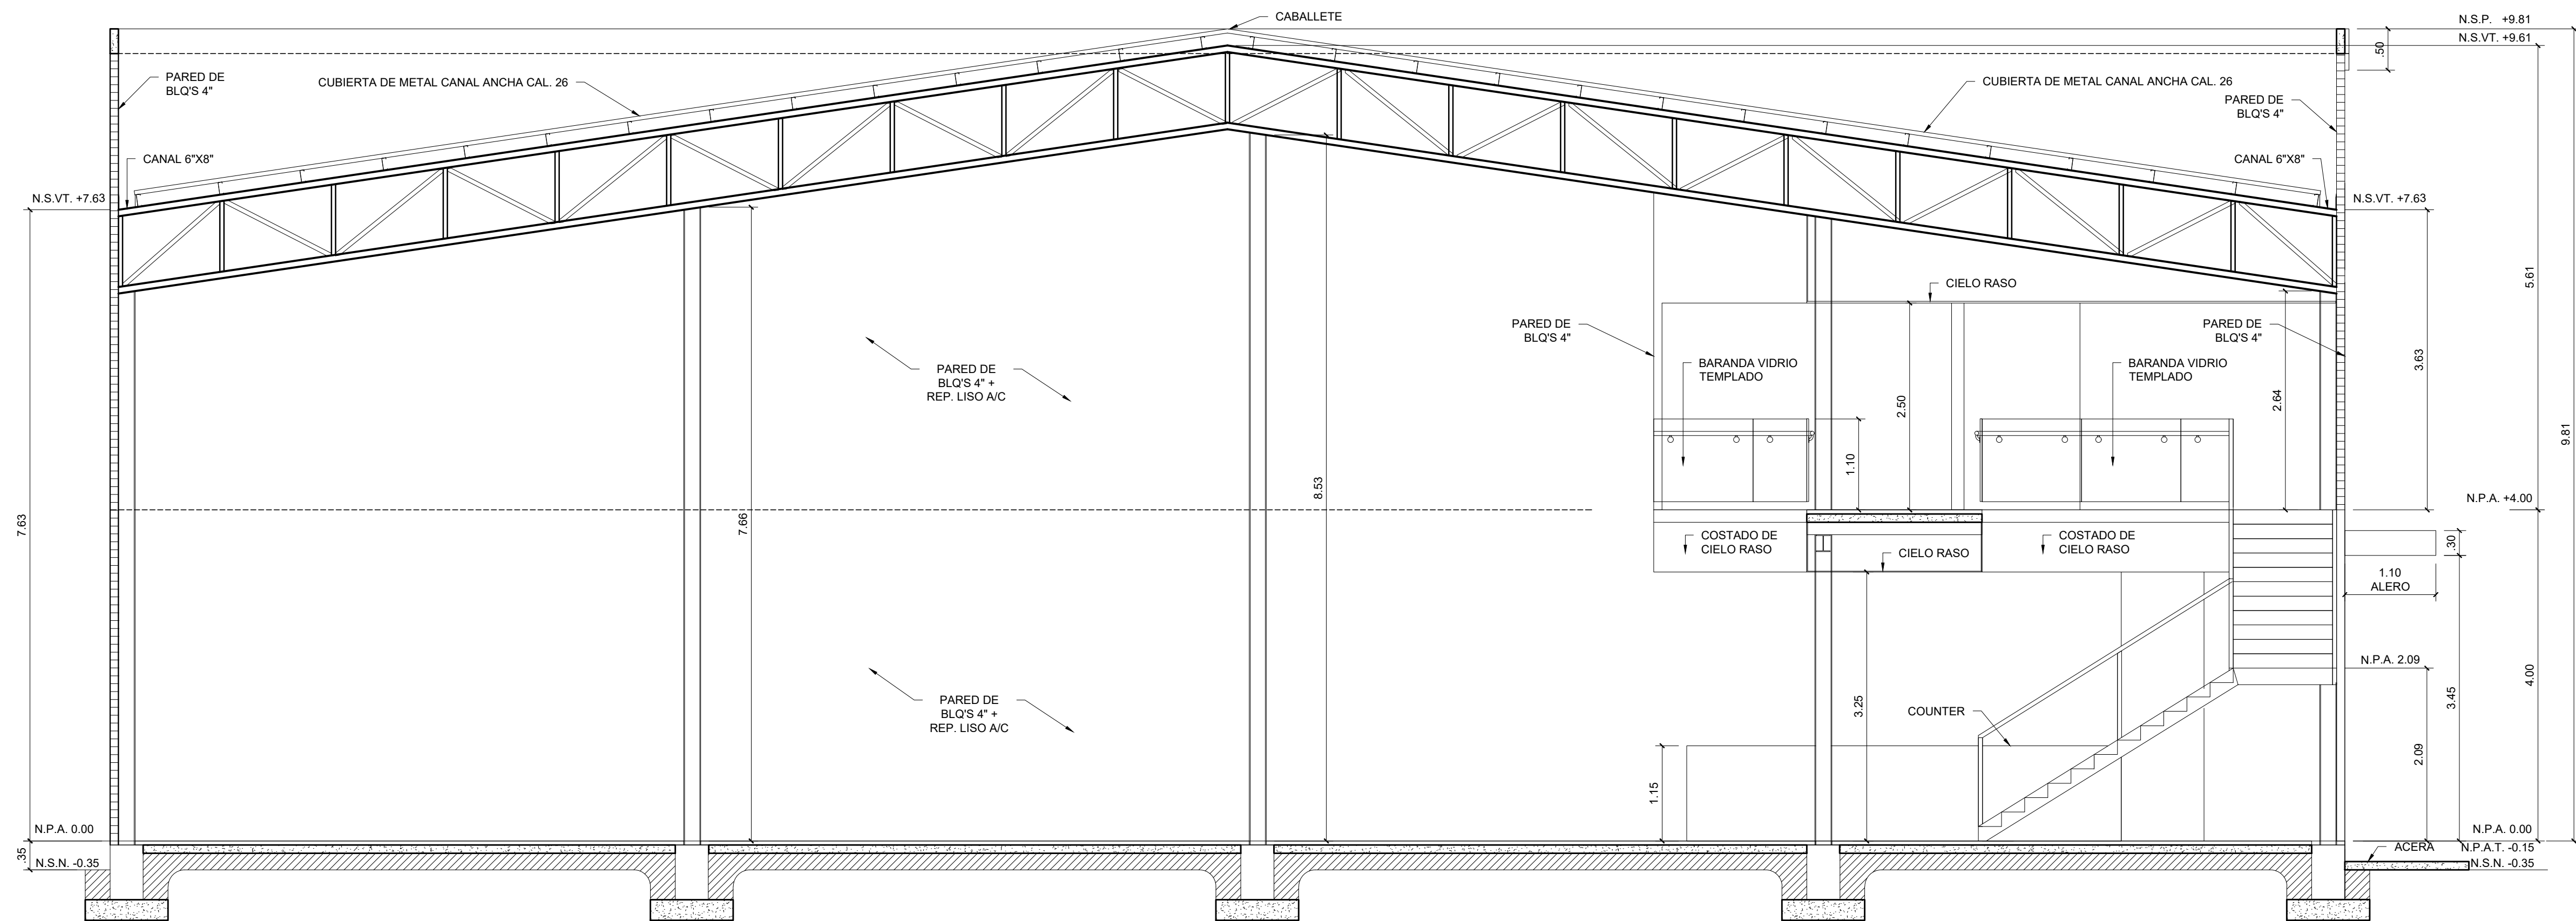 CABALLETE
N.S.P. +9.81
N.S.VT. +9.61
.50
PARED DE
BLQ'S 4"
CUBIERTA DE METAL CANAL ANCHA CAL. 26
CUBIERTA DE METAL CANAL ANCHA CAL. 26
PARED DE
BLQ'S 4"
CANAL 6"X8"
CANAL 6"X8"
N.S.VT. +7.63
N.S.VT. +7.63
CIELO RASO
5.61
PARED DE
BLQ'S 4"
PARED DE
BLQ'S 4"
PARED DE
BLQ'S 4" +
REP. LISO A/C
BARANDA VIDRIO
TEMPLADO
BARANDA VIDRIO
TEMPLADO
3.63
2.64
2.50
9.81
1.10
8.53
7.63
7.66
N.P.A. +4.00
COSTADO DE
CIELO RASO
CIELO RASO
COSTADO DE
CIELO RASO
.30
1.10
ALERO
N.P.A. 2.09
4.00
3.45
3.25
PARED DE
BLQ'S 4" +
REP. LISO A/C
COUNTER
2.09
1.15
N.P.A. 0.00
N.P.A. 0.00
.35
N.S.N. -0.35
ACERA
N.P.A.T. -0.15
N.S.N. -0.35